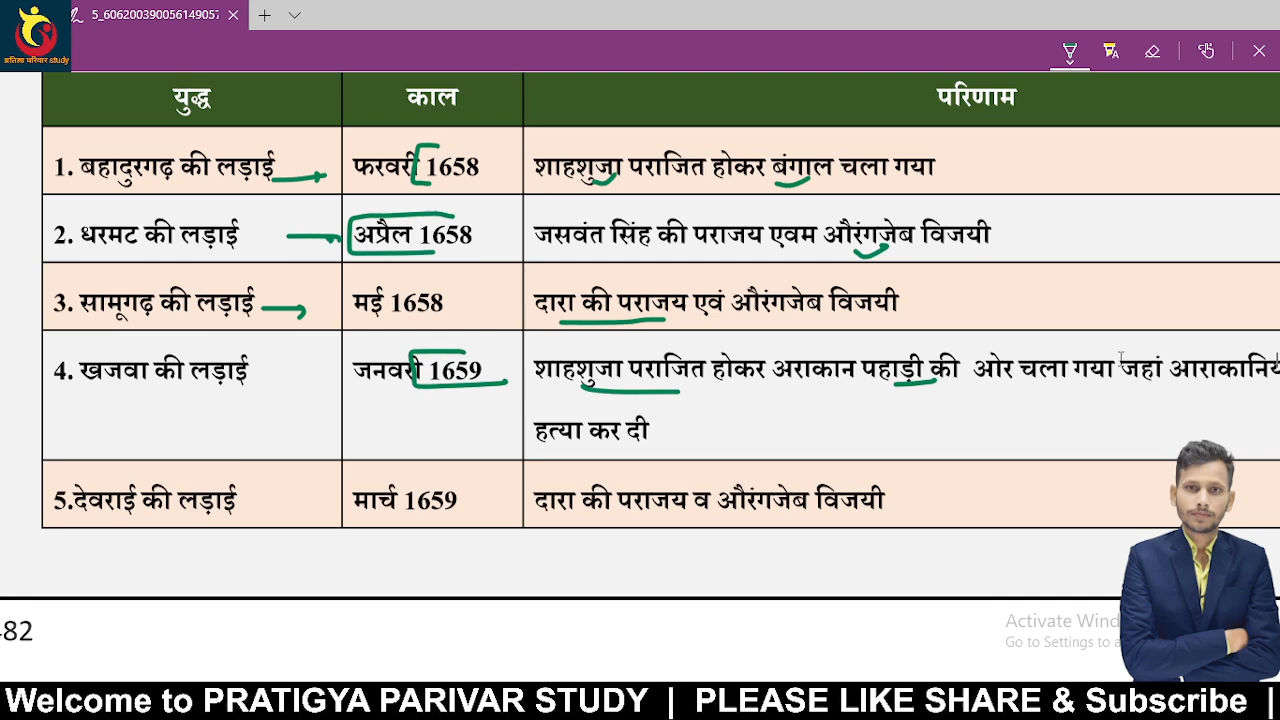 5_606200390056149057
प्रतिज्ञा परिवार study
युद्ध काल परिणाम
1. बहादुरगढ़ की लड़ाई फरवरी 1658 शाहशुजा पराजित होकर बंगाल चला गया
2. धरमट की लड़ाई अप्रैल 1658 जसवंत सिंह की पराजय एवम औरंगजेब विजयी
3. सामूगढ़ की लड़ाई मई 1658 दारा की पराजय एवं औरंगजेब विजयी
4. खजवा की लड़ाई जनवरी 1659 शाहशुजा पराजित होकर अराकान पहाड़ी की ओर चला गया जहां
हत्या कर दी
5.देवराई की लड़ाई मार्च 1659 दारा की पराजय व औरंगजेब विजयी
482
Activate Wind
Go to Settings to a
Welcome to PRATIGYA PARIVAR STUDY | PLEASE LIKE SHARE & Subscribe |